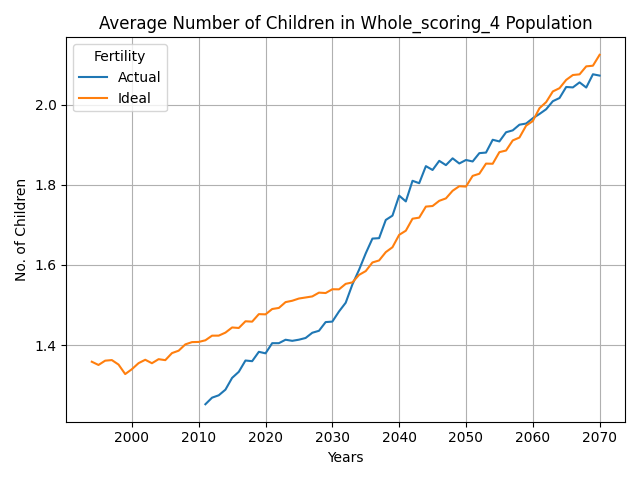 Average Number of Children in Whole_scoring_4 Population
Fertility
Actual
Ideal
No. of Children
2.0
1.8
1.6
1.4
2000 2010 2020 2030 2040 2050 2060 2070
Years